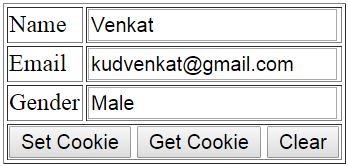 Name Venkat
Email kudvenkat@gmail.com
Gender Male
Set Cookie Get Cookie Clear